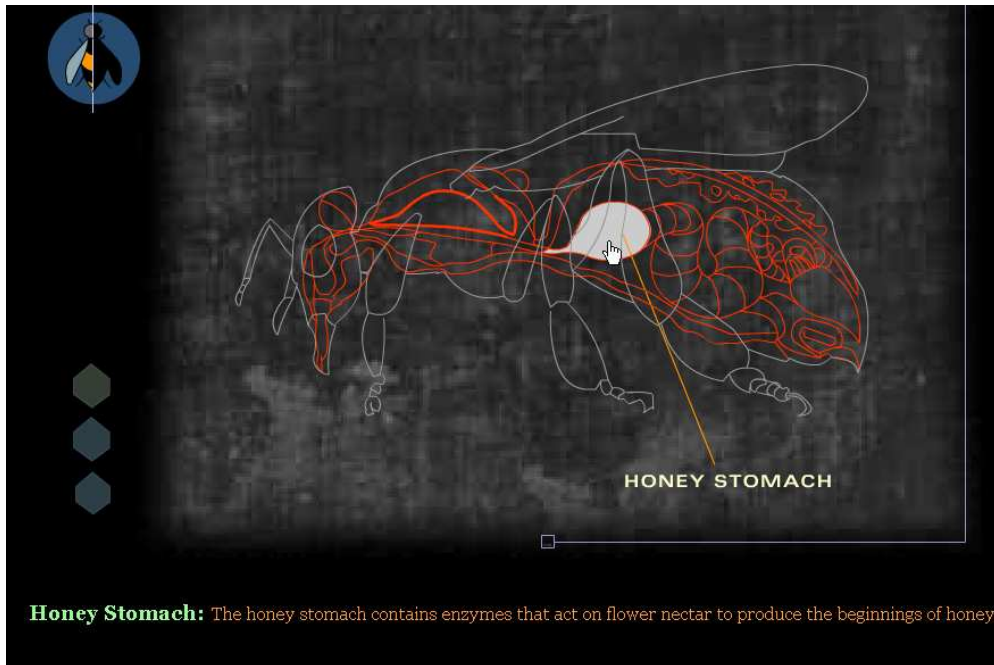 HONEY STOMACH
Honey Stomach: The honey stomach contains enzymes that act on flower nectar to produce the beginnings of honey